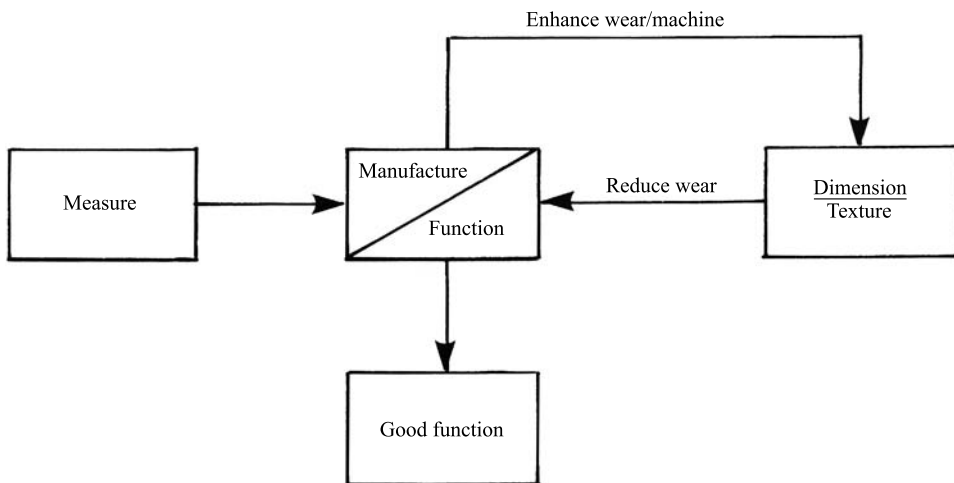 Enhance wear/machine
Measure
Manufacture
Function
Reduce wear
Dimension
Texture
Good function